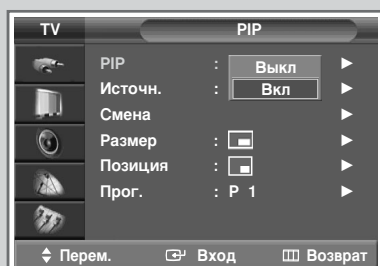 TV PIP
PIP : Выкл
Источн. : Вкл
Смена
Размер :
Позиция :
Прог. : P 1
Перем. Вход Возврат